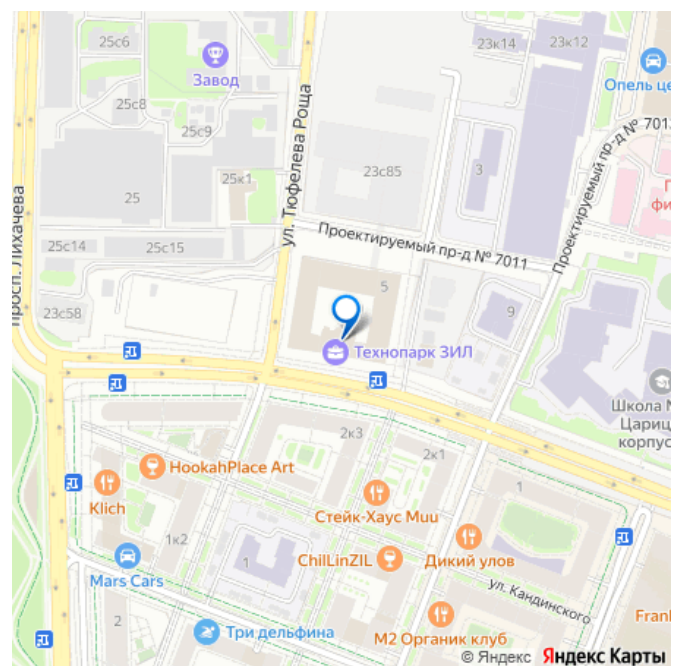 25с6
23к14
23к12
Завод
Опель це
25с8
25с9
ул. Тюфелева Роща
7013
Проектируемый пр-д №
23с85
3
25к1
25
П
фи
просп. Лихачева
25с14
25с15
Проектируемый пр-д № 7011
5
23с58
9
Технопарк ЗИЛ
Школа №
Цариц
корпус
2к3
2к1
HookahPlace Art
Klich
Стейк-Хаус Muu
1
1к2
ChilLinZIL
Дикий улов
1
Mars Cars
ул. Кандинского
2
Три дельфина
М2 Органик клуб
Frank
© Яндекс Яндекс Карты